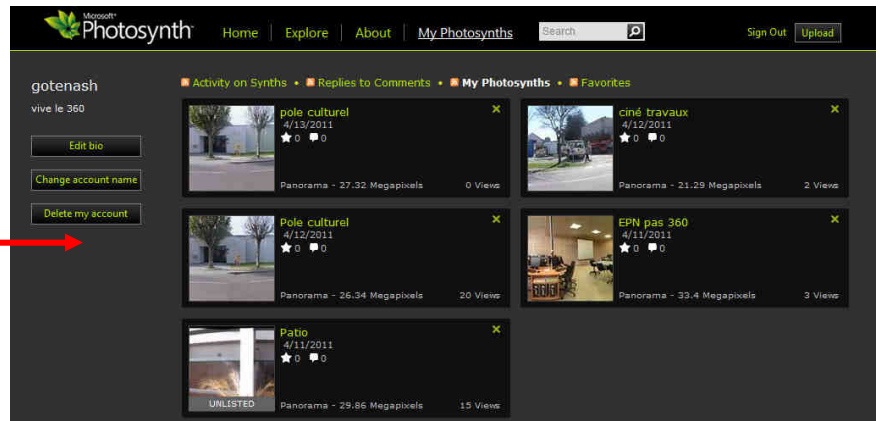 Microsoft®
Photosynth™
Home | Explore | About | My Photosynths
Search
Sign Out
Upload
gotenash
vive le 360
Edit bio
Change account name
Delete my account
Activity on Synths • Replies to Comments • My Photosynths • Favorites
pole culturel
4/13/2011
0 0
Panorama - 27.32 Megapixels 0 Views
ciné travaux
4/12/2011
0 0
Panorama - 21.29 Megapixels 2 Views
Pole culturel
4/12/2011
0 0
Panorama - 26.34 Megapixels 20 Views
EPN pas 360
4/11/2011
0 0
Panorama - 33.4 Megapixels 3 Views
Patio
4/11/2011
0 0
UNLISTED
Panorama - 29.86 Megapixels 15 Views